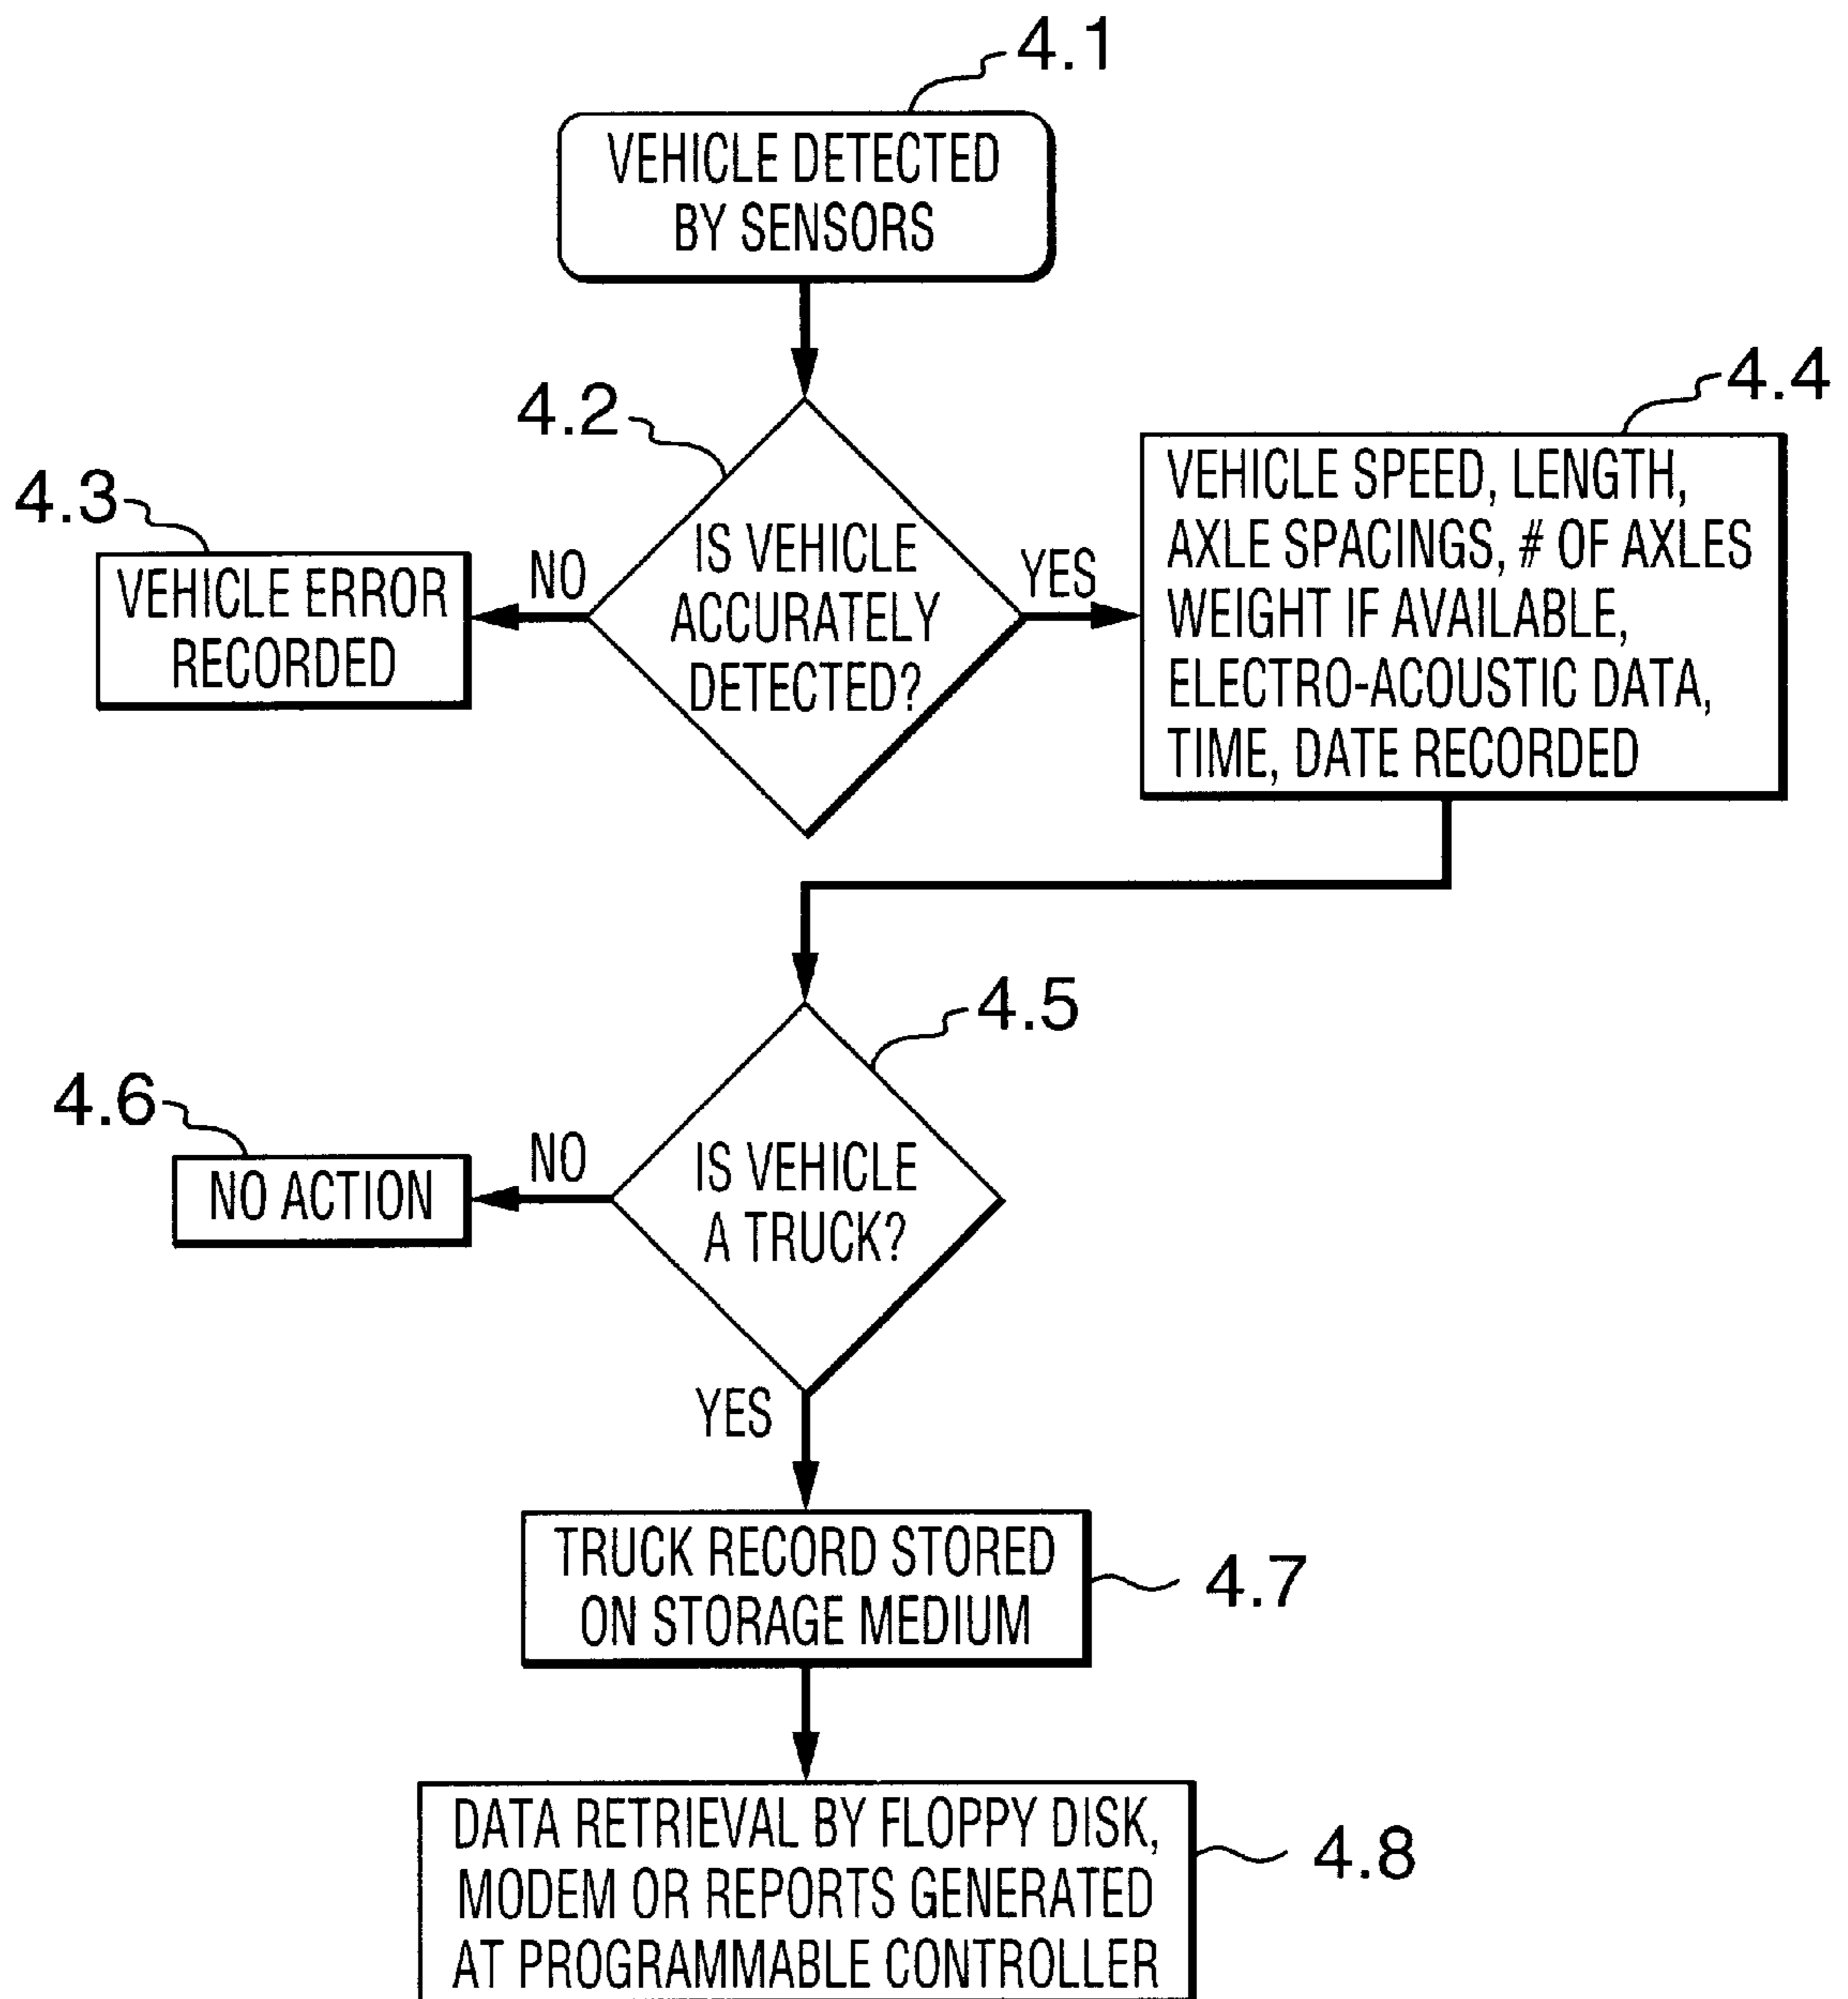 4.1
VEHICLE DETECTED
BY SENSORS
4.2
4.4
4.3
IS VEHICLE
ACCURATELY
DETECTED?
NO
YES
VEHICLE ERROR
RECORDED
VEHICLE SPEED, LENGTH,
AXLE SPACINGS, # OF AXLES
WEIGHT IF AVAILABLE,
ELECTRO-ACOUSTIC DATA,
TIME, DATE RECORDED
4.5
4.6
IS VEHICLE
A TRUCK?
NO
NO ACTION
YES
TRUCK RECORD STORED
ON STORAGE MEDIUM
4.7
DATA RETRIEVAL BY FLOPPY DISK,
MODEM OR REPORTS GENERATED
AT PROGRAMMABLE CONTROLLER
4.8